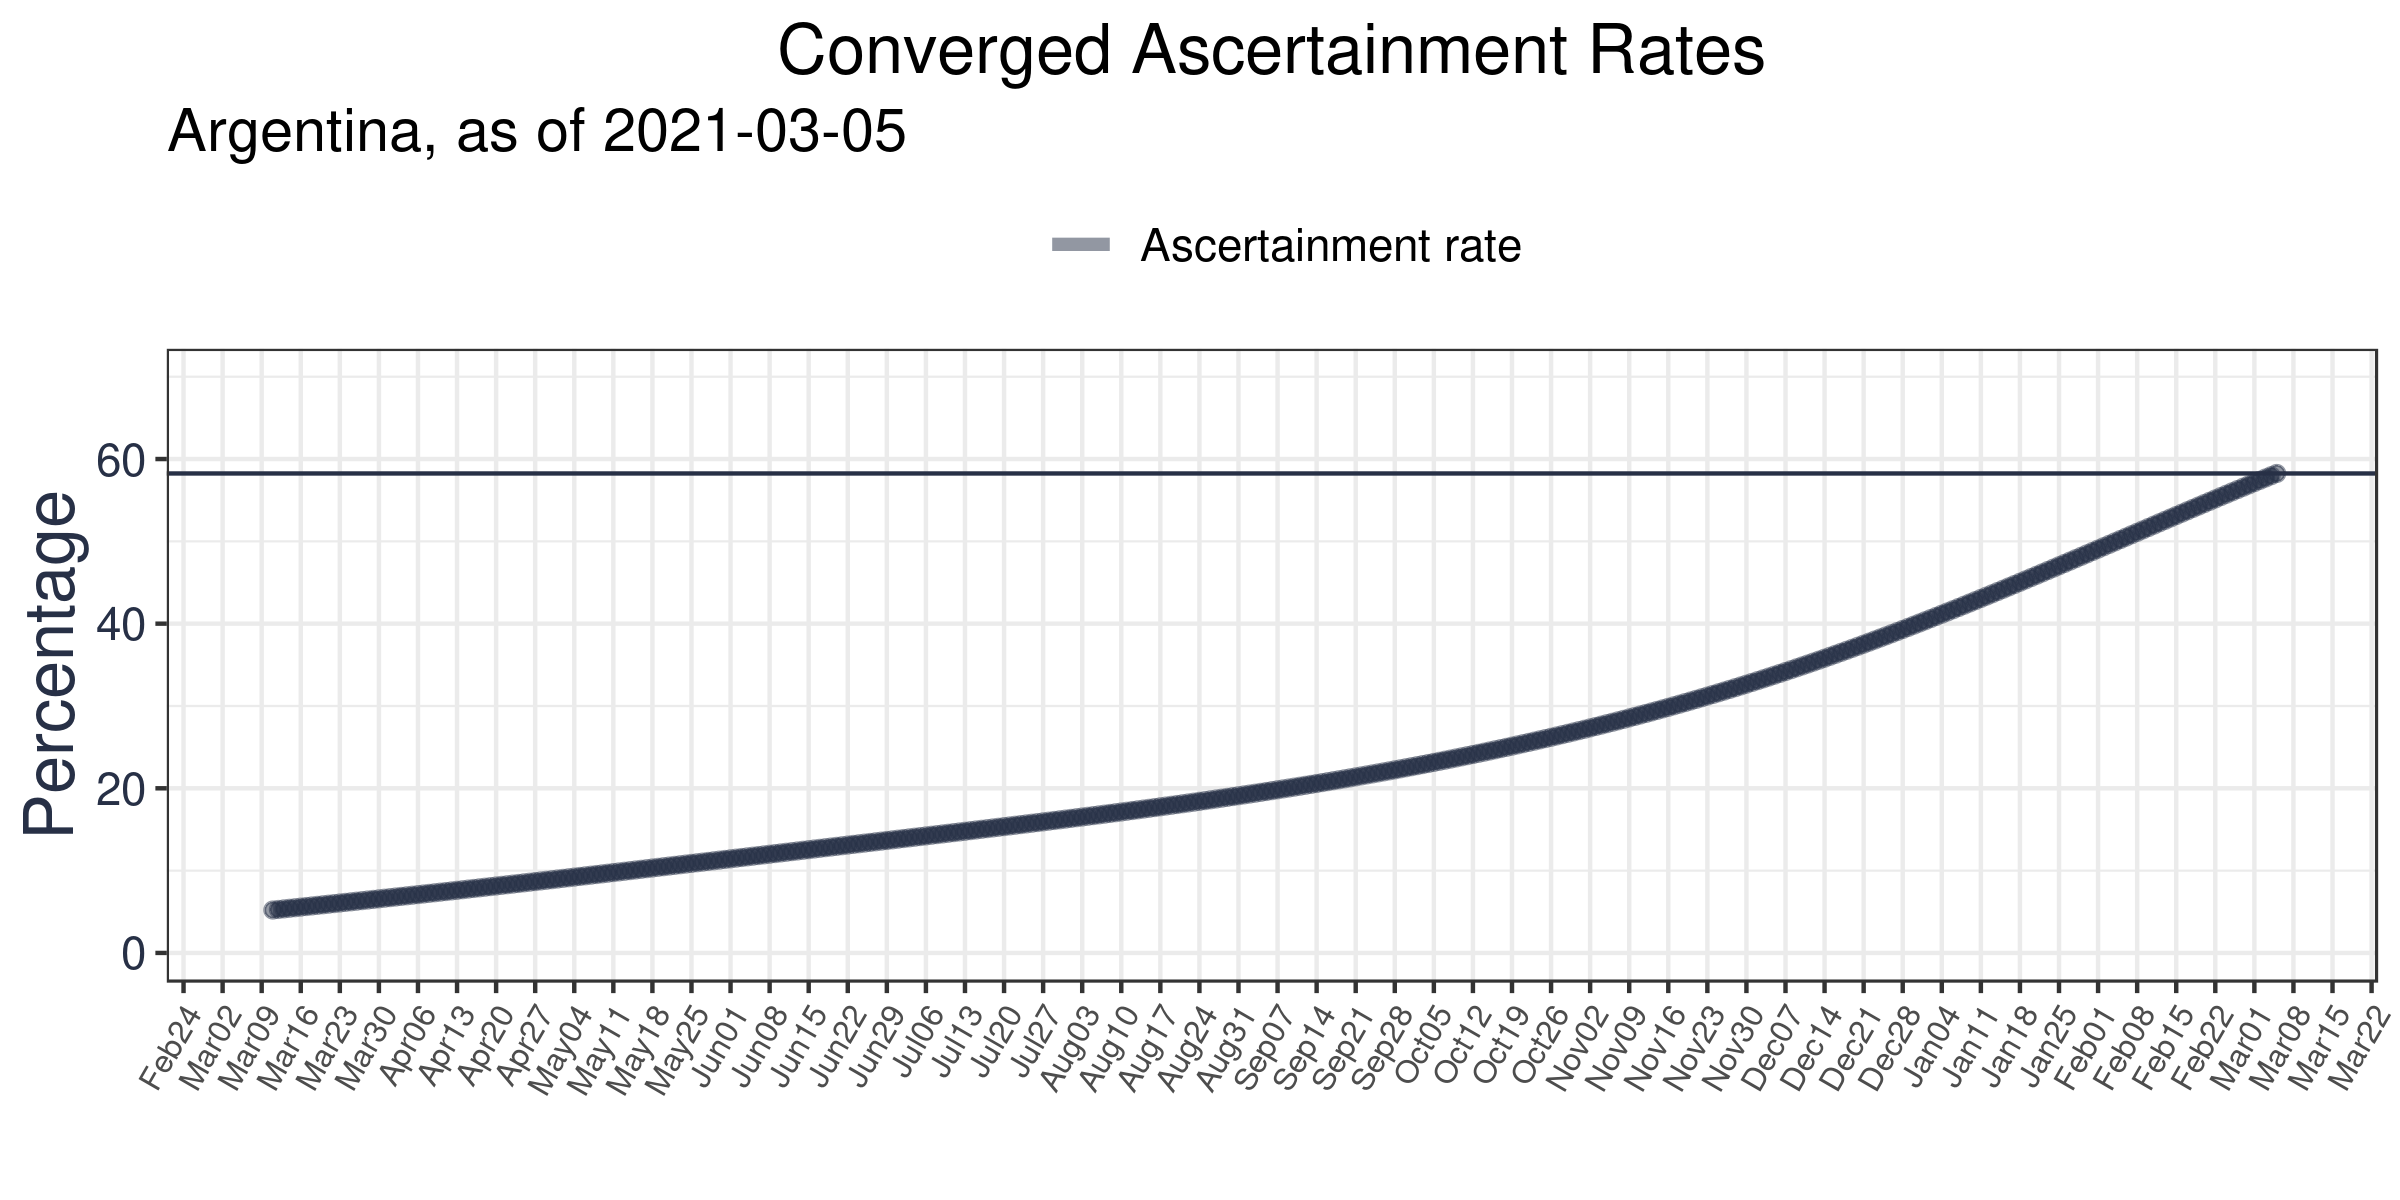 Converged Ascertainment Rates
Argentina, as of 2021-03-05
Ascertainment rate
Percentage
60
40
20
0
Feb24 Mar02 Mar09 Mar16 Mar23 Mar30 Apr06 Apr13 Apr20 Apr27 May04 May11 May18 May25 Jun01 Jun08 Jun15 Jun22 Jun29 Jul06 Jul13 Jul20 Jul27 Aug03 Aug10 Aug17 Aug24 Aug31 Sep07 Sep14 Sep21 Sep28 Oct05 Oct12 Oct19 Oct26 Nov02 Nov09 Nov16 Nov23 Nov30 Dec07 Dec14 Dec21 Dec28 Jan04 Jan11 Jan18 Jan25 Feb01 Feb08 Feb15 Feb22 Mar01 Mar08 Mar15 Mar22